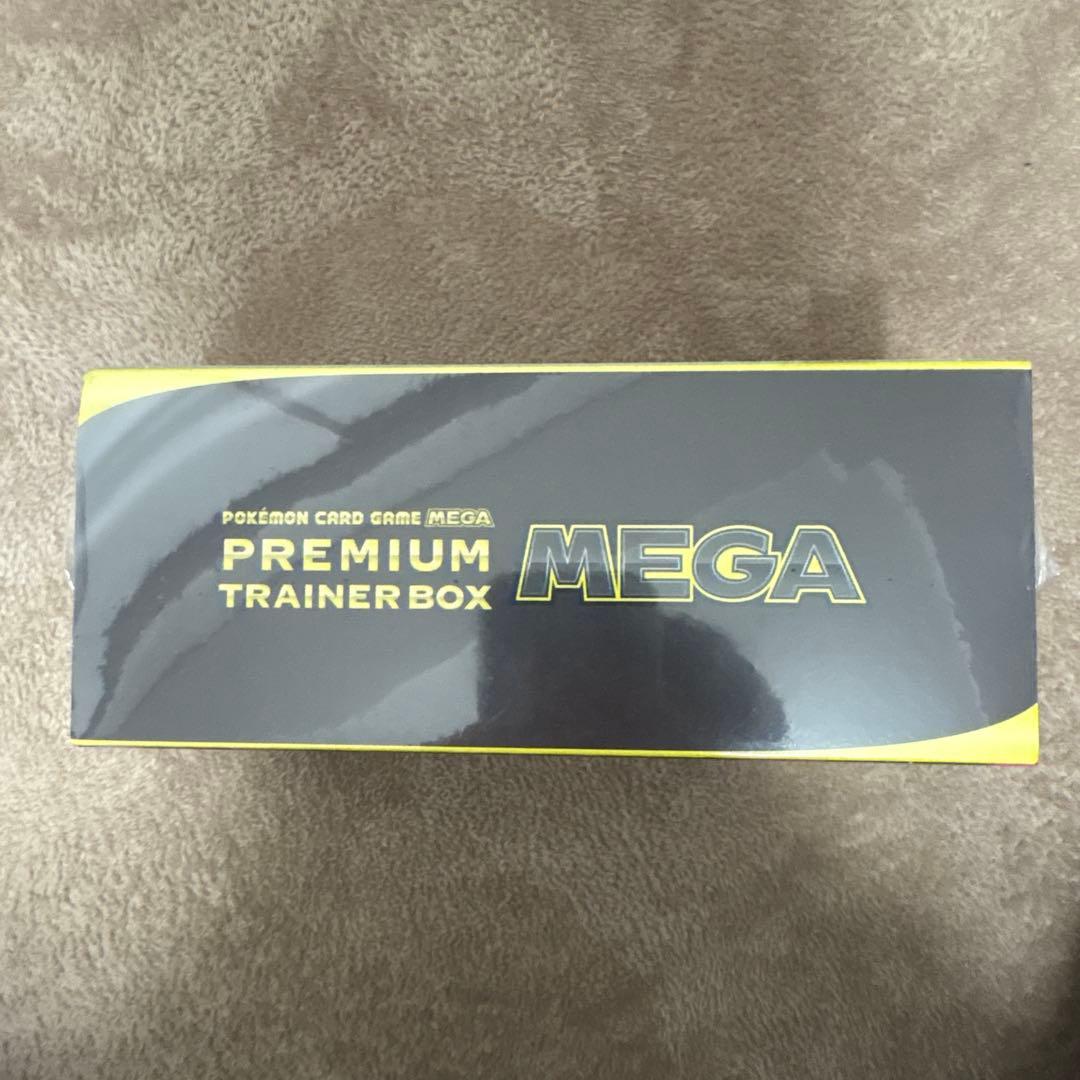 POKÉMON CARD GAME MEGA
PREMIUM
TRAINER BOX
MEGA